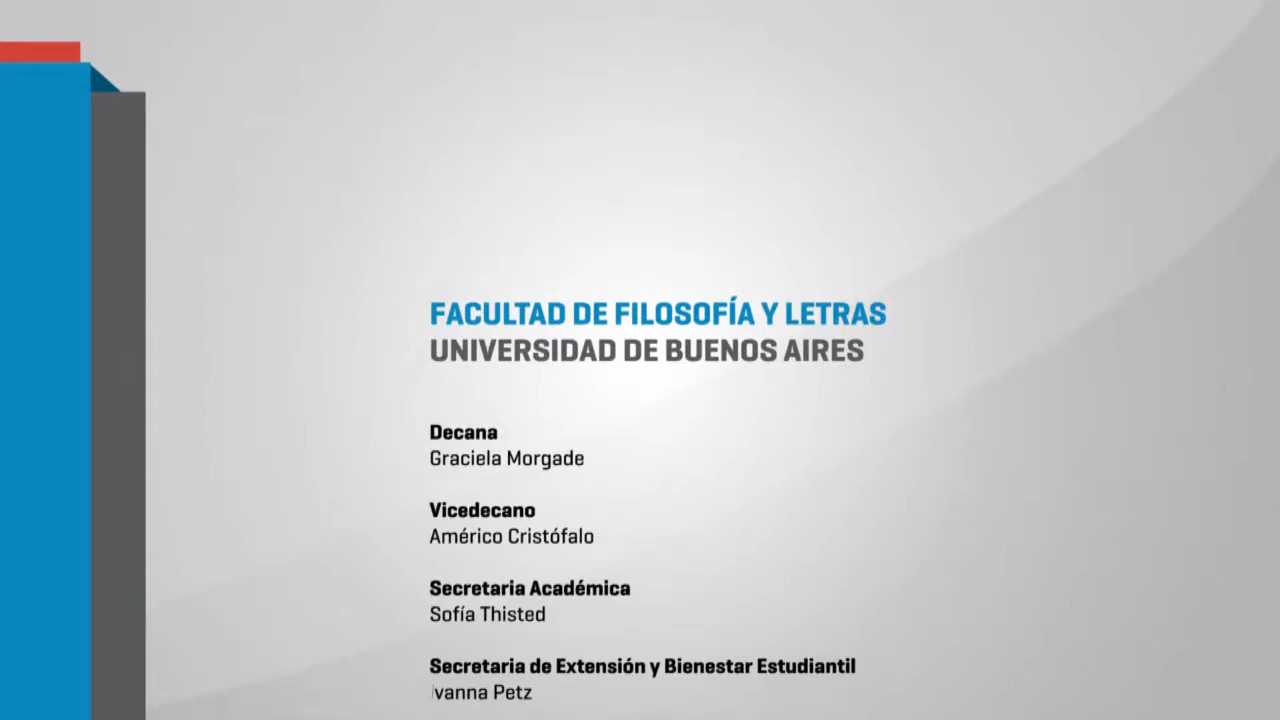 FACULTAD DE FILOSOFÍA Y LETRAS
UNIVERSIDAD DE BUENOS AIRES
Decana
Graciela Morgade
Vicedecano
Américo Cristófalo
Secretaria Académica
Sofía Thisted
Secretaria de Extensión y Bienestar Estudiantil
Ivanna Petz